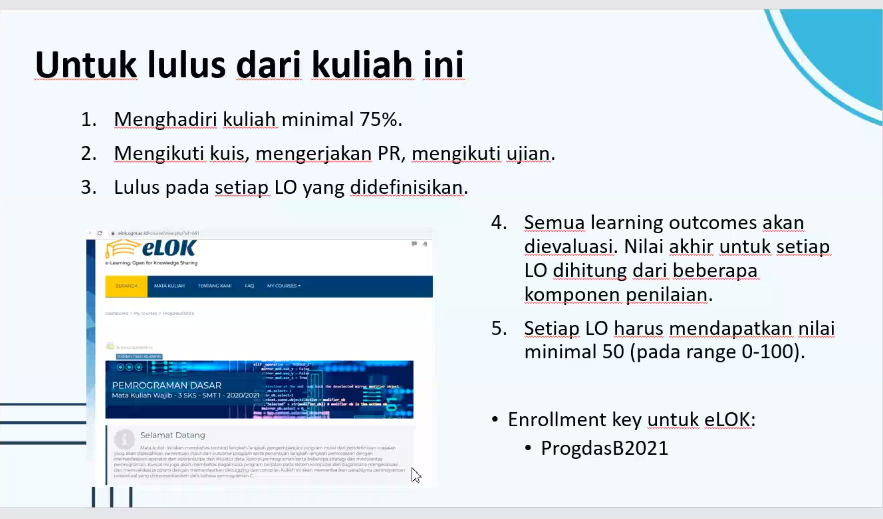 Untuk lulus dari kuliah ini
1. Menghadiri kuliah minimal 75%.
2. Mengikuti kuis, mengerjakan PR, mengikuti ujian.
3. Lulus pada setiap LO yang didefinisikan.
4. Semua learning outcomes akan
dievaluasi. Nilai akhir untuk setiap
LO dihitung dari beberapa
komponen penilaian.
5. Setiap LO harus mendapatkan nilai
minimal 50 (pada range 0-100).
• Enrollment key untuk eLOK:
• ProgdasB2021
eLOK
e-Learning: Open for Knowledge Sharing
MATA KULIAH TENTANG KAMI FAQ MY COURSES
Dashboard > My courses >
Announcements
PEMROGRAMAN DASAR
Mata Kuliah Wajib - 3 SKS - SMT 1 - 2020/2021
Selamat Datang